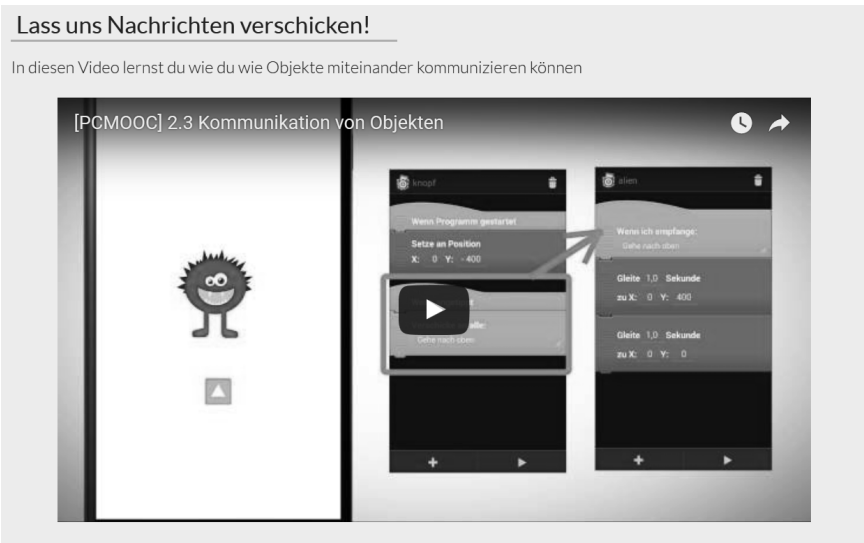 Lass uns Nachrichten verschicken!
In diesen Video lernst du wie du wie Objekte miteinander kommunizieren können
[PCMOOC] 2.3 Kommunikation von Objekten
knopf
Wenn Programm gestartet
Setze an Position
X: 0 Y: -400
alle:
Gehe nach oben
alien
Wenn ich empfange:
Gehe nach oben
Gleite 1,0 Sekunde
zu X: 0 Y: 400
Gleite 1,0 Sekunde
zu X: 0 Y: 0